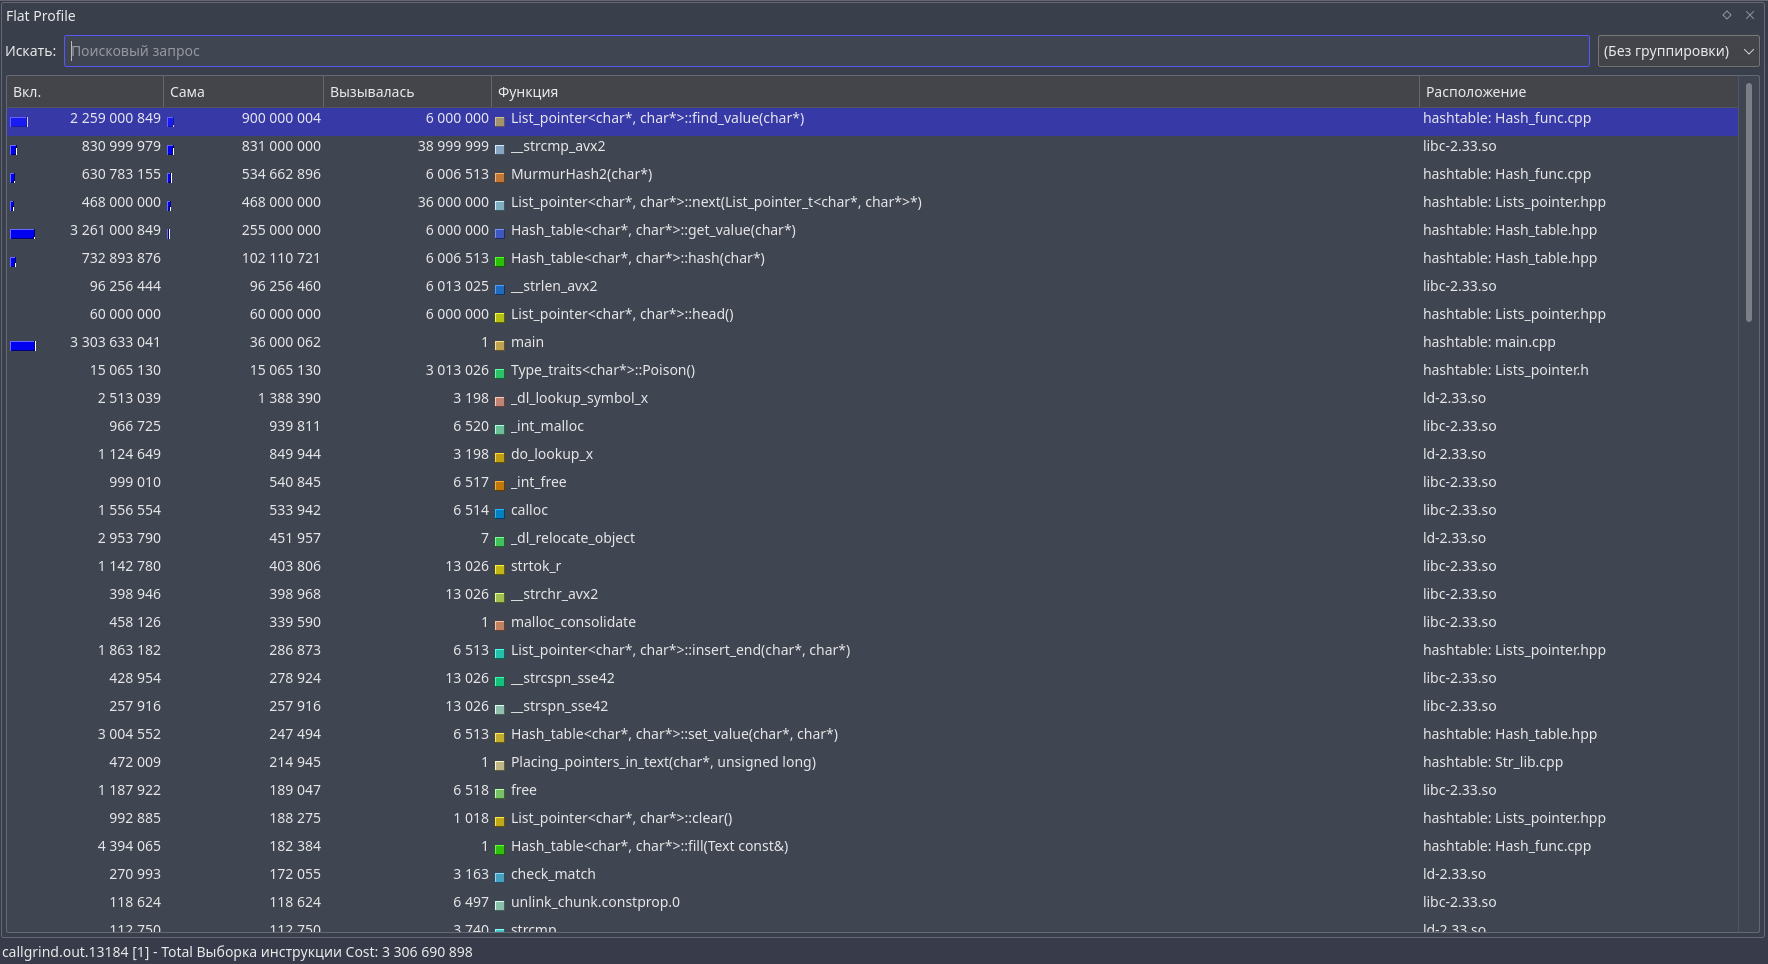 Flat Profile
Искать: Поисковый запрос (Без группировки)
Вкл. Сама Вызывалась Функция Расположение
2 259 000 849 900 000 004 6 000 000 List_pointer<char*, char*>::find_value(char*) hashtable: Hash_func.cpp
830 999 979 831 000 000 38 999 999 __strcmp_avx2 libc-2.33.so
630 783 155 534 662 896 6 006 513 MurmurHash2(char*) hashtable: Hash_func.cpp
468 000 000 468 000 000 36 000 000 List_pointer<char*, char*>::next(List_pointer_t<char*, char*>*) hashtable: Lists_pointer.hpp
3 261 000 849 255 000 000 6 000 000 Hash_table<char*, char*>::get_value(char*) hashtable: Hash_table.hpp
732 893 876 102 110 721 6 006 513 Hash_table<char*, char*>::hash(char*) hashtable: Hash_table.hpp
96 256 444 96 256 460 6 013 025 __strlen_avx2 libc-2.33.so
60 000 000 60 000 000 6 000 000 List_pointer<char*, char*>::head() hashtable: Lists_pointer.hpp
3 303 633 041 36 000 062 1 main hashtable: main.cpp
15 065 130 15 065 130 3 013 026 Type_traits<char*>::Poison() hashtable: Lists_pointer.h
2 513 039 1 388 390 3 198 _dl_lookup_symbol_x ld-2.33.so
966 725 939 811 6 520 _int_malloc libc-2.33.so
1 124 649 849 944 3 198 do_lookup_x ld-2.33.so
999 010 540 845 6 517 _int_free libc-2.33.so
1 556 554 533 942 6 514 calloc libc-2.33.so
2 953 790 451 957 7 _dl_relocate_object ld-2.33.so
1 142 780 403 806 13 026 strtok_r libc-2.33.so
398 946 398 968 13 026 __strchr_avx2 libc-2.33.so
458 126 339 590 1 malloc_consolidate libc-2.33.so
1 863 182 286 873 6 513 List_pointer<char*, char*>::insert_end(char*, char*) hashtable: Lists_pointer.hpp
428 954 278 924 13 026 __strcspn_sse42 libc-2.33.so
257 916 257 916 13 026 __strspn_sse42 libc-2.33.so
3 004 552 247 494 6 513 Hash_table<char*, char*>::set_value(char*, char*) hashtable: Hash_table.hpp
472 009 214 945 1 Placing_pointers_in_text(char*, unsigned long) hashtable: Str_lib.cpp
1 187 922 189 047 6 518 free libc-2.33.so
992 885 188 275 1 018 List_pointer<char*, char*>::clear() hashtable: Lists_pointer.hpp
4 394 065 182 384 1 Hash_table<char*, char*>::fill(Text const&) hashtable: Hash_func.cpp
270 993 172 055 3 163 check_match ld-2.33.so
118 624 118 624 6 497 unlink_chunk.constprop.0 libc-2.33.so
112 750 112 750 3 740 strcmp ld-2.33.so
callgrind.out.13184 [1] - Total Выборка инструкции Cost: 3 306 690 898